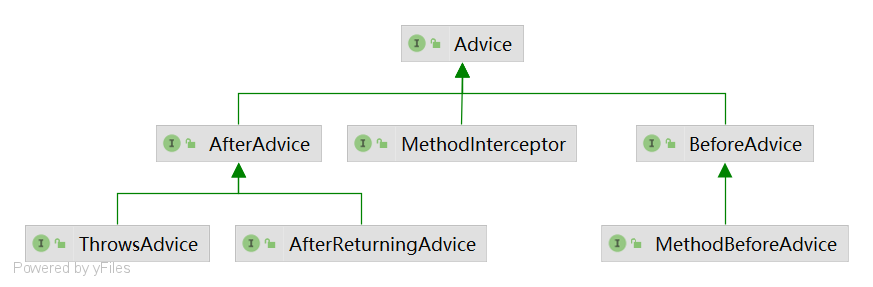 I Advice
I AfterAdvice
I MethodInterceptor
I BeforeAdvice
I ThrowsAdvice
I AfterReturningAdvice
I MethodBeforeAdvice
Powered by yFiles